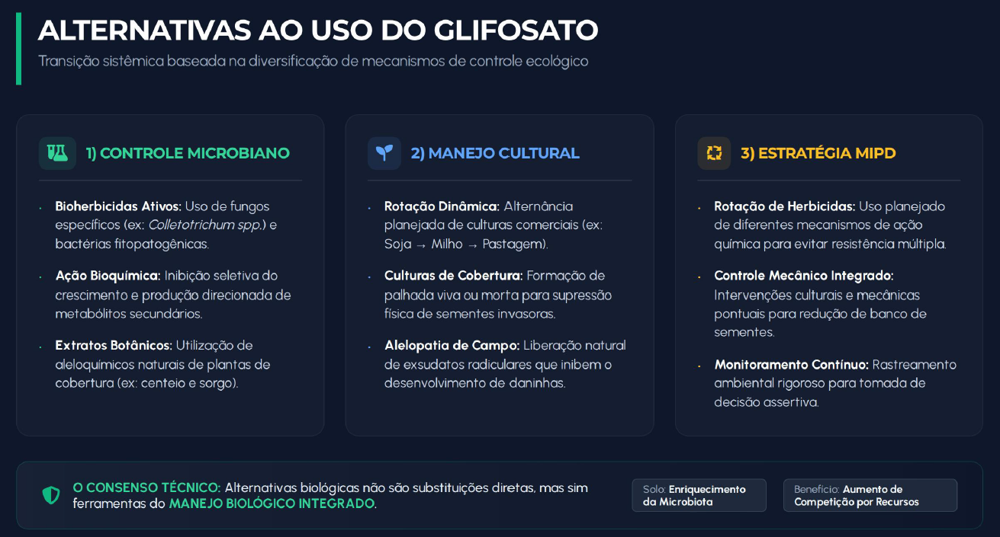 ALTERNATIVAS AO USO DO GLIFOSATO
Transição sistêmica baseada na diversificação de mecanismos de controle ecológico
1) CONTROLE MICROBIANO
• Bioherbicidas Ativos: Uso de fungos
específicos (ex: Colletotrichum spp.) e
bactérias fitopatogênicas.
• Ação Bioquímica: Inibição seletiva do
crescimento e produção direcionada de
metabólitos secundários.
• Extratos Botânicos: Utilização de
aleloquímicos naturais de plantas de
cobertura (ex: centeio e sorgo).
2) MANEJO CULTURAL
• Rotação Dinâmica: Alternância
planejada de culturas comerciais (ex:
Soja → Milho → Pastagem).
• Culturas de Cobertura: Formação de
palhada viva ou morta para supressão
física de sementes invasoras.
• Alelopatia de Campo: Liberação natural
de exsudatos radiculares que inibem o
desenvolvimento de daninhas.
3) ESTRATÉGIA MIPD
• Rotação de Herbicidas: Uso planejado
de diferentes mecanismos de ação
química para evitar resistência múltipla.
• Controle Mecânico Integrado:
Intervenções culturais e mecânicas
pontuais para redução de banco de
sementes.
• Monitoramento Contínuo: Rastreamento
ambiental rigoroso para tomada de
decisão assertiva.
O CONSENSO TÉCNICO: Alternativas biológicas não são substituições diretas, mas sim
ferramentas do MANEJO BIOLÓGICO INTEGRADO.
Solo: Enriquecimento
da Microbiota
Benefício: Aumento de
Competição por Recursos